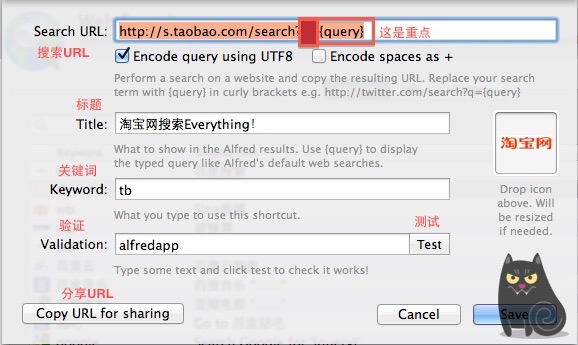 Search URL: http://s.taobao.com/search? {query} 这是重点
搜索URL
Encode query using UTF8 Encode spaces as +
Perform a search on a website and copy the resulting URL. Replace your search
term with {query} in curly brackets e.g. http://twitter.com/search?q={query}
标题
Title: 淘宝网搜索Everything!
淘宝网
What to show in the Alfred results. Use {query} to display
the typed query like Alfred's default web searches.
关键词
Keyword: tb
Drop icon
above. Will be
resized
if needed.
What you type to use this shortcut.
验证 测试
Validation: alfredapp Test
Type some text and click test to check it works!
分享URL
Copy URL for sharing Cancel Save